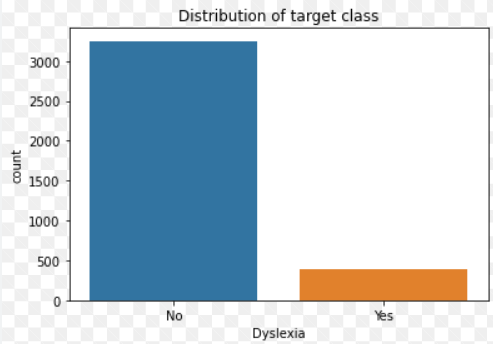 Distribution of target class
3000
2500
2000
1500
1000
500
0
count
No Yes
Dyslexia